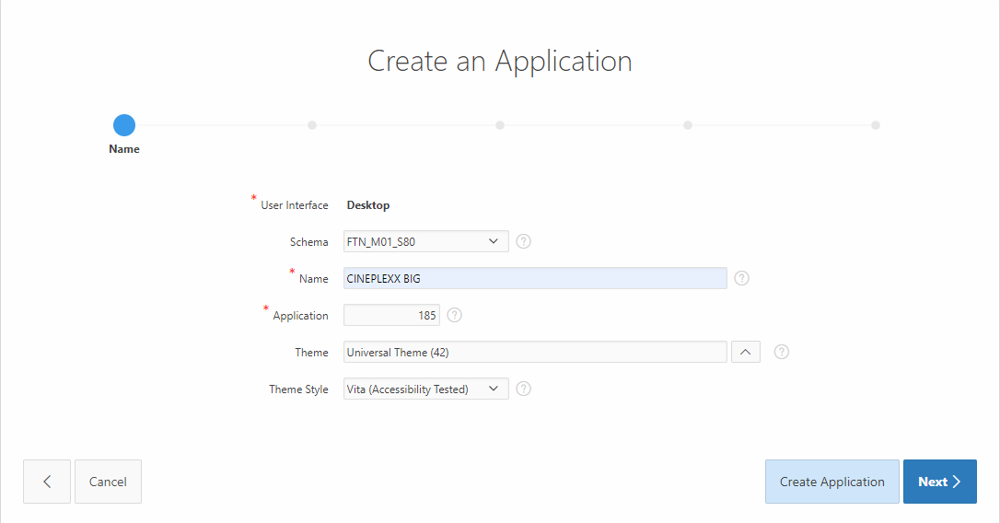 Create an Application
Name
* User Interface Desktop
Schema FTN_M01_S80 ?
* Name CINEPLEXX BIG ?
* Application 185 ?
Theme Universal Theme (42) ?
Theme Style Vita (Accessibility Tested) ?
Cancel Create Application Next